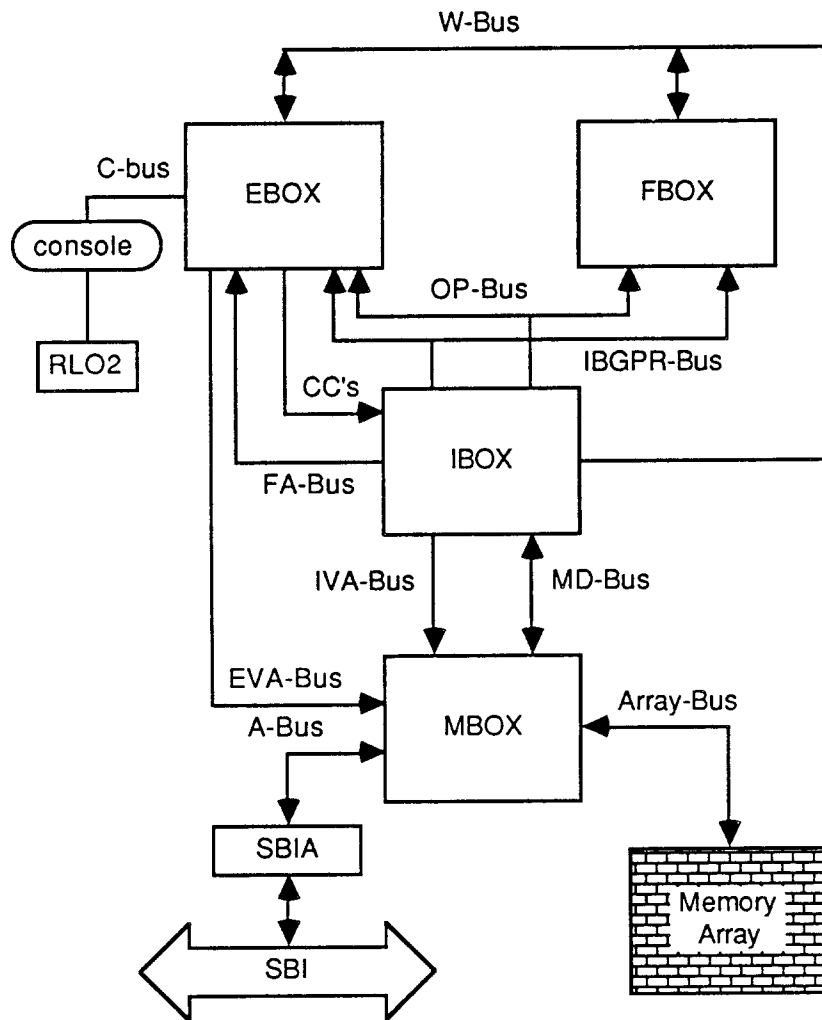 W-Bus
C-bus
EBOX
FBOX
console
OP-Bus
RLO2
IBGPR-Bus
CC's
FA-Bus
IBOX
IVA-Bus
MD-Bus
EVA-Bus
A-Bus
MBOX
Array-Bus
SBIA
Memory
Array
SBI